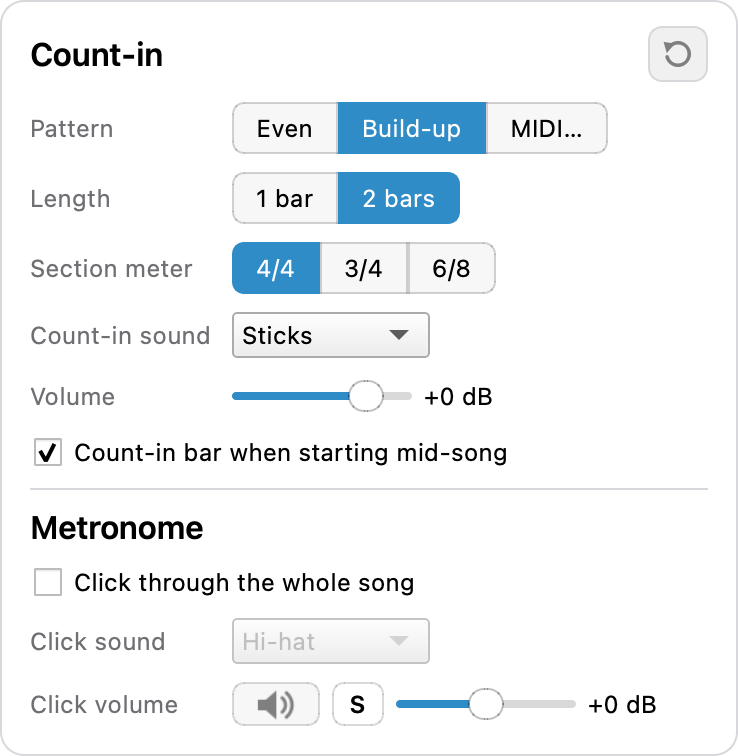 Count-in
Pattern Even Build-up MIDI...
Length 1 bar 2 bars
Section meter 4/4 3/4 6/8
Count-in sound Sticks
Volume +0 dB
Count-in bar when starting mid-song
Metronome
Click through the whole song
Click sound Hi-hat
Click volume S +0 dB